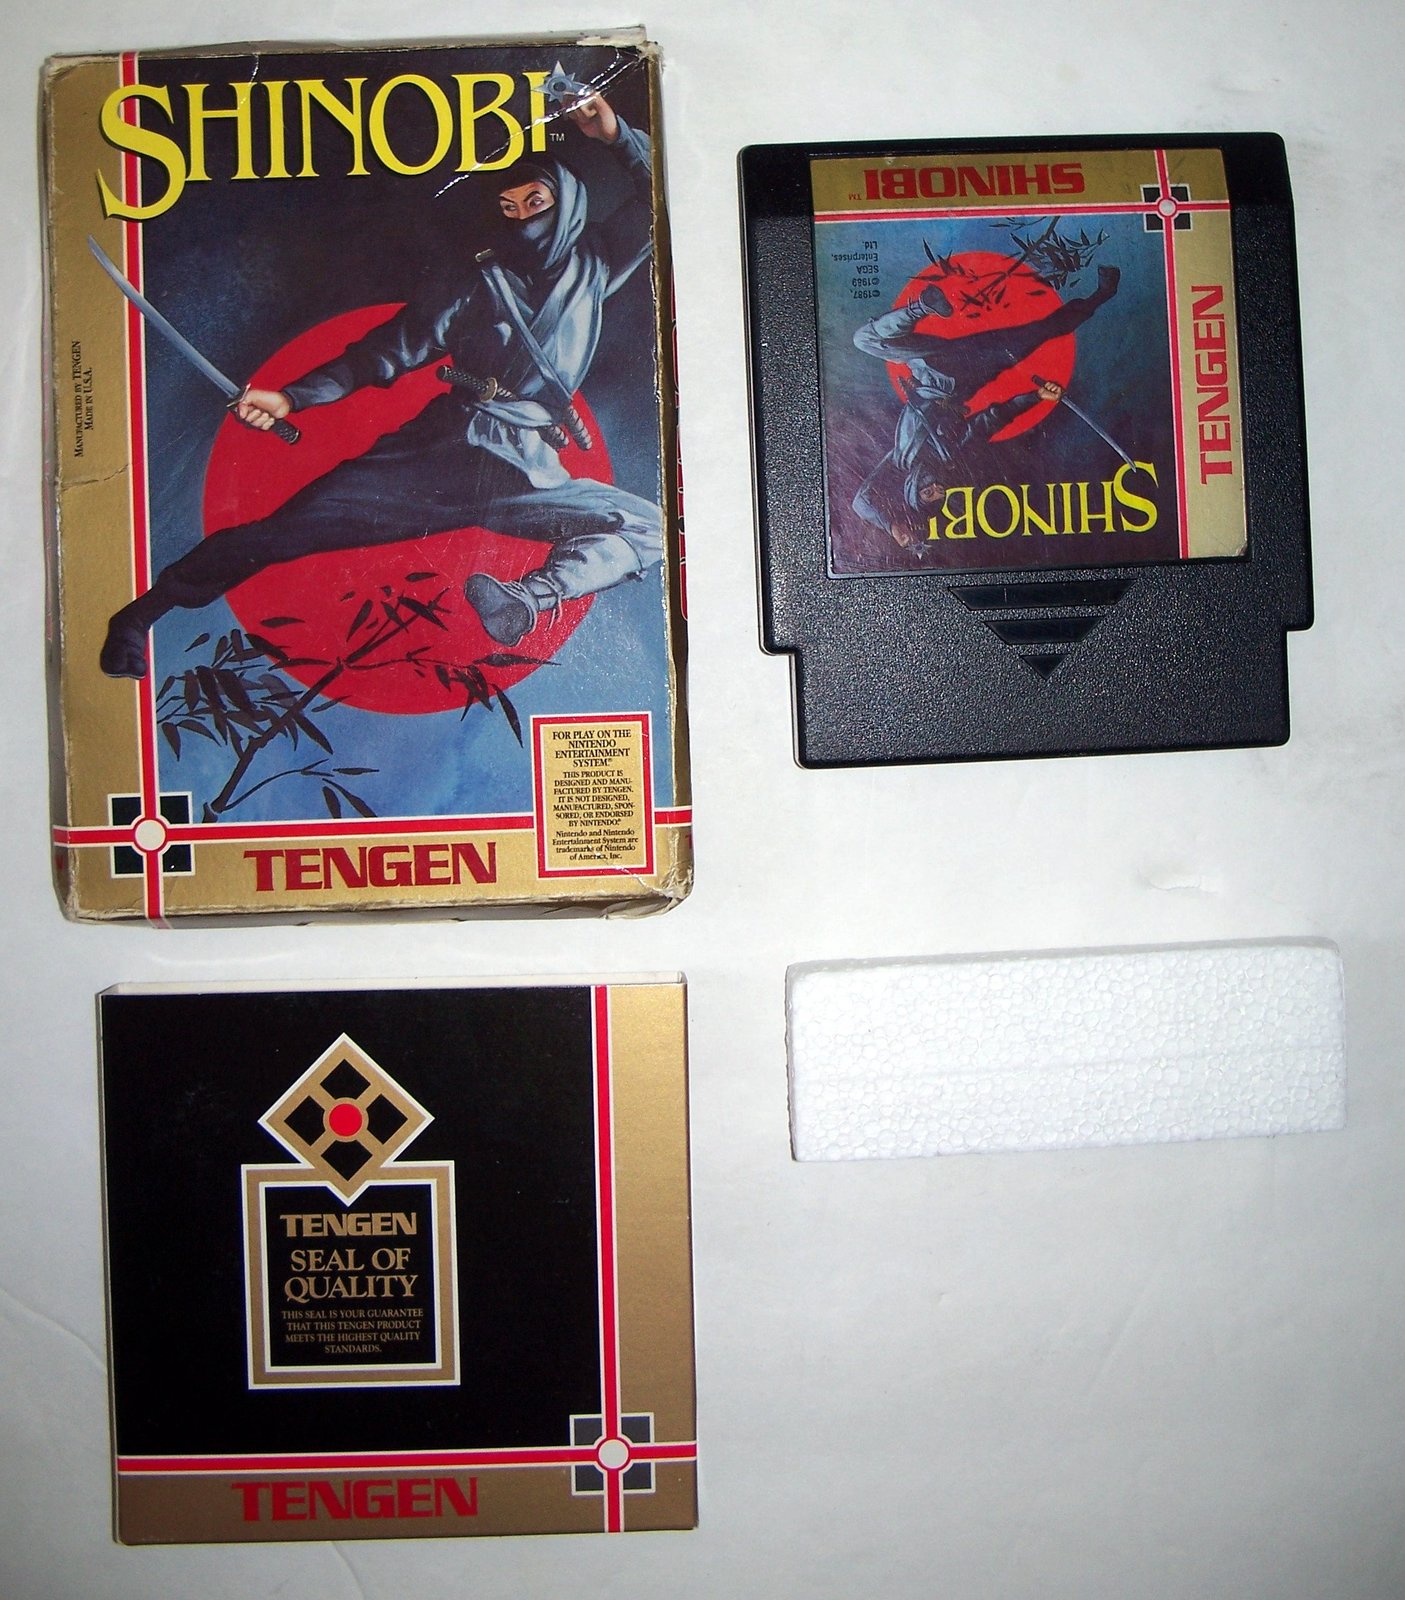 SHINOBI
TM
MANUFACTURED BY TENGEN
MADE IN U.S.A.
FOR PLAY ON THE
NINTENDO
ENTERTAINMENT
SYSTEM®
THIS PRODUCT IS
DESIGNED AND MANU-
FACTURED BY TENGEN.
IT IS NOT DESIGNED,
MANUFACTURED, SPON-
SORED, OR ENDORSED
BY NINTENDO.®
Nintendo and Nintendo
Entertainment System are
trademarks of Nintendo
of America, Inc.
TENGEN
SHINOBI™
TENGEN
©1987,
©1989
SEGA
Enterprises,
Ltd.
SHINOBI
TENGEN
SEAL OF
QUALITY
THIS SEAL IS YOUR GUARANTEE
THAT THIS TENGEN PRODUCT
MEETS THE HIGHEST QUALITY
STANDARDS.
TENGEN